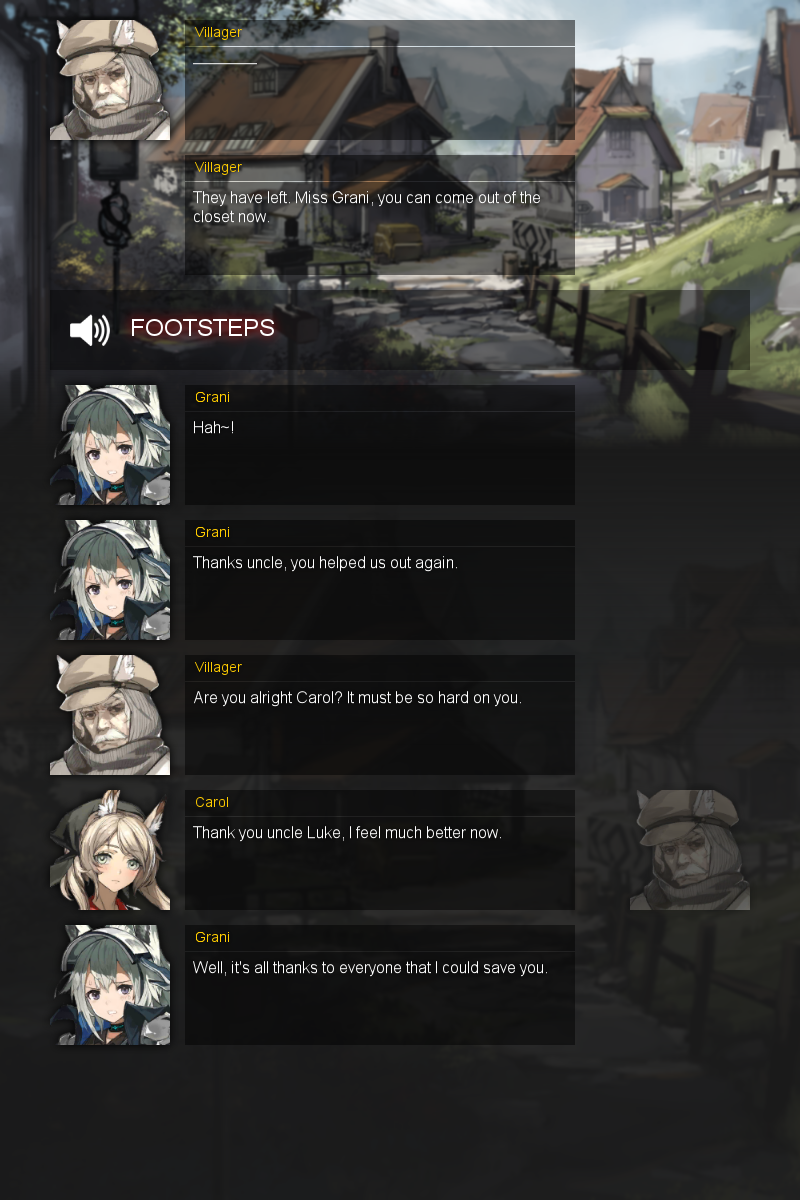 Villager
————
Villager
They have left. Miss Grani, you can come out of the
closet now.
FOOTSTEPS
Grani
Hah~!
Grani
Thanks uncle, you helped us out again.
Villager
Are you alright Carol? It must be so hard on you.
Carol
Thank you uncle Luke, I feel much better now.
Grani
Well, it's all thanks to everyone that I could save you.